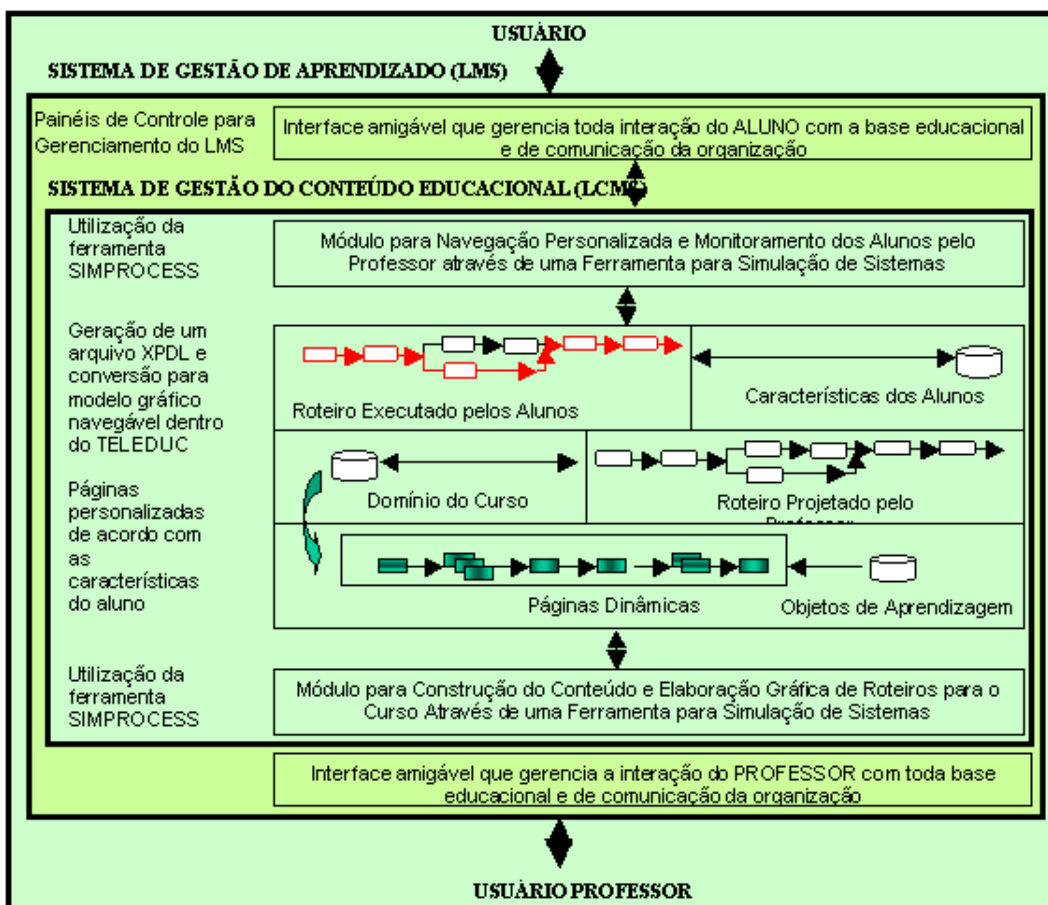 USUÀRIO
SISTEMA DE GESTÃO DE APRENDIZADO (LMS)
Painéis de Controle para
Gerenciamento do LMS
Interface amigável que gerencia toda interação do ALUNO com a base educacional
e de comunicação da organização
SISTEMA DE GESTÃO DO CONTEÚDO EDUCACIONAL (LCMS)
Utilização da
ferramenta
SIMPROCESS
Módulo para Navegação Personalizada e Monitoramento dos Alunos pelo
Professor através de uma Ferramenta para Simulação de Sistemas
Geração de um
arquivo XPDL e
conversão para
modelo gráfico
navegável dentro
do TELEDUC
Roteiro Executado pelos Alunos
Características dos Alunos
Domínio do Curso
Roteiro Projetado pelo
Professor
Páginas
personalizadas
de acordo com
as
características
do aluno
Páginas Dinâmicas
Objetos de Aprendizagem
Utilização da
ferramenta
SIMPROCESS
Módulo para Construção do Conteúdo e Elaboração Gráfica de Roteiros para o
Curso Através de uma Ferramenta para Simulação de Sistemas
Interface amigável que gerencia a interação do PROFESSOR com toda base
educacional e de comunicação da organização
USUÀRIO PROFESSOR